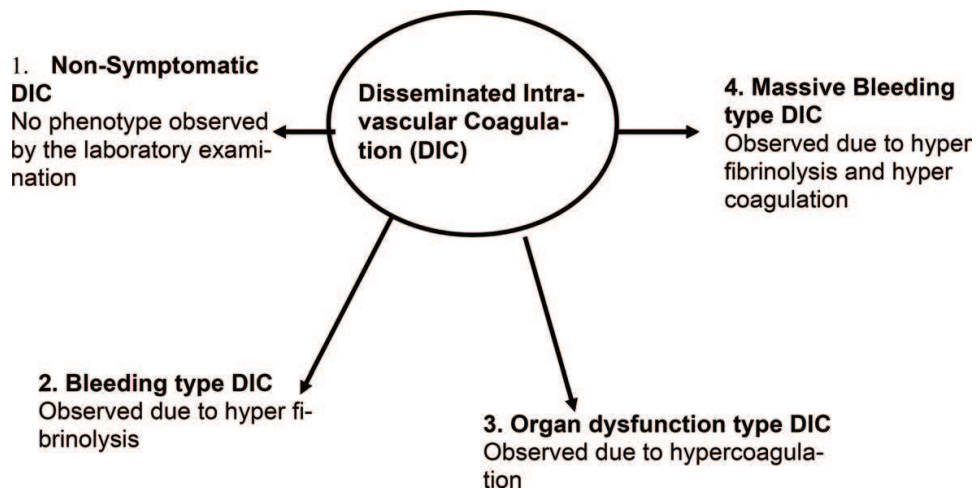 Disseminated Intra-
vascular Coagula-
tion (DIC)
1. Non-Symptomatic
DIC
No phenotype observed
by the laboratory exami-
nation
2. Bleeding type DIC
Observed due to hyper fi-
brinolysis
3. Organ dysfunction type DIC
Observed due to hypercoagula-
tion
4. Massive Bleeding
type DIC
Observed due to hyper
fibrinolysis and hyper
coagulation